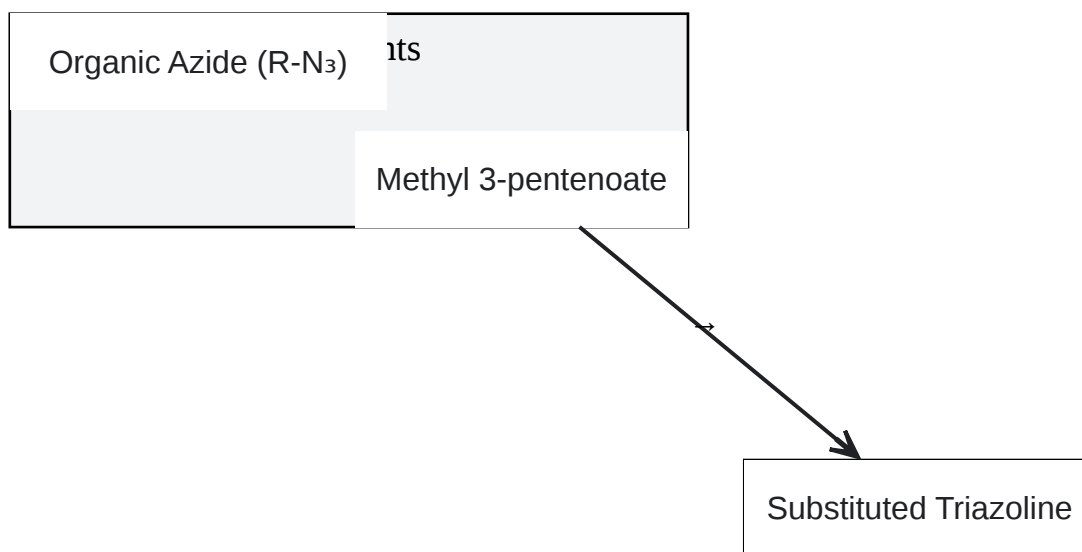 Organic Azide (R-N₃)
nts
Methyl 3-pentenoate
→
Substituted Triazoline